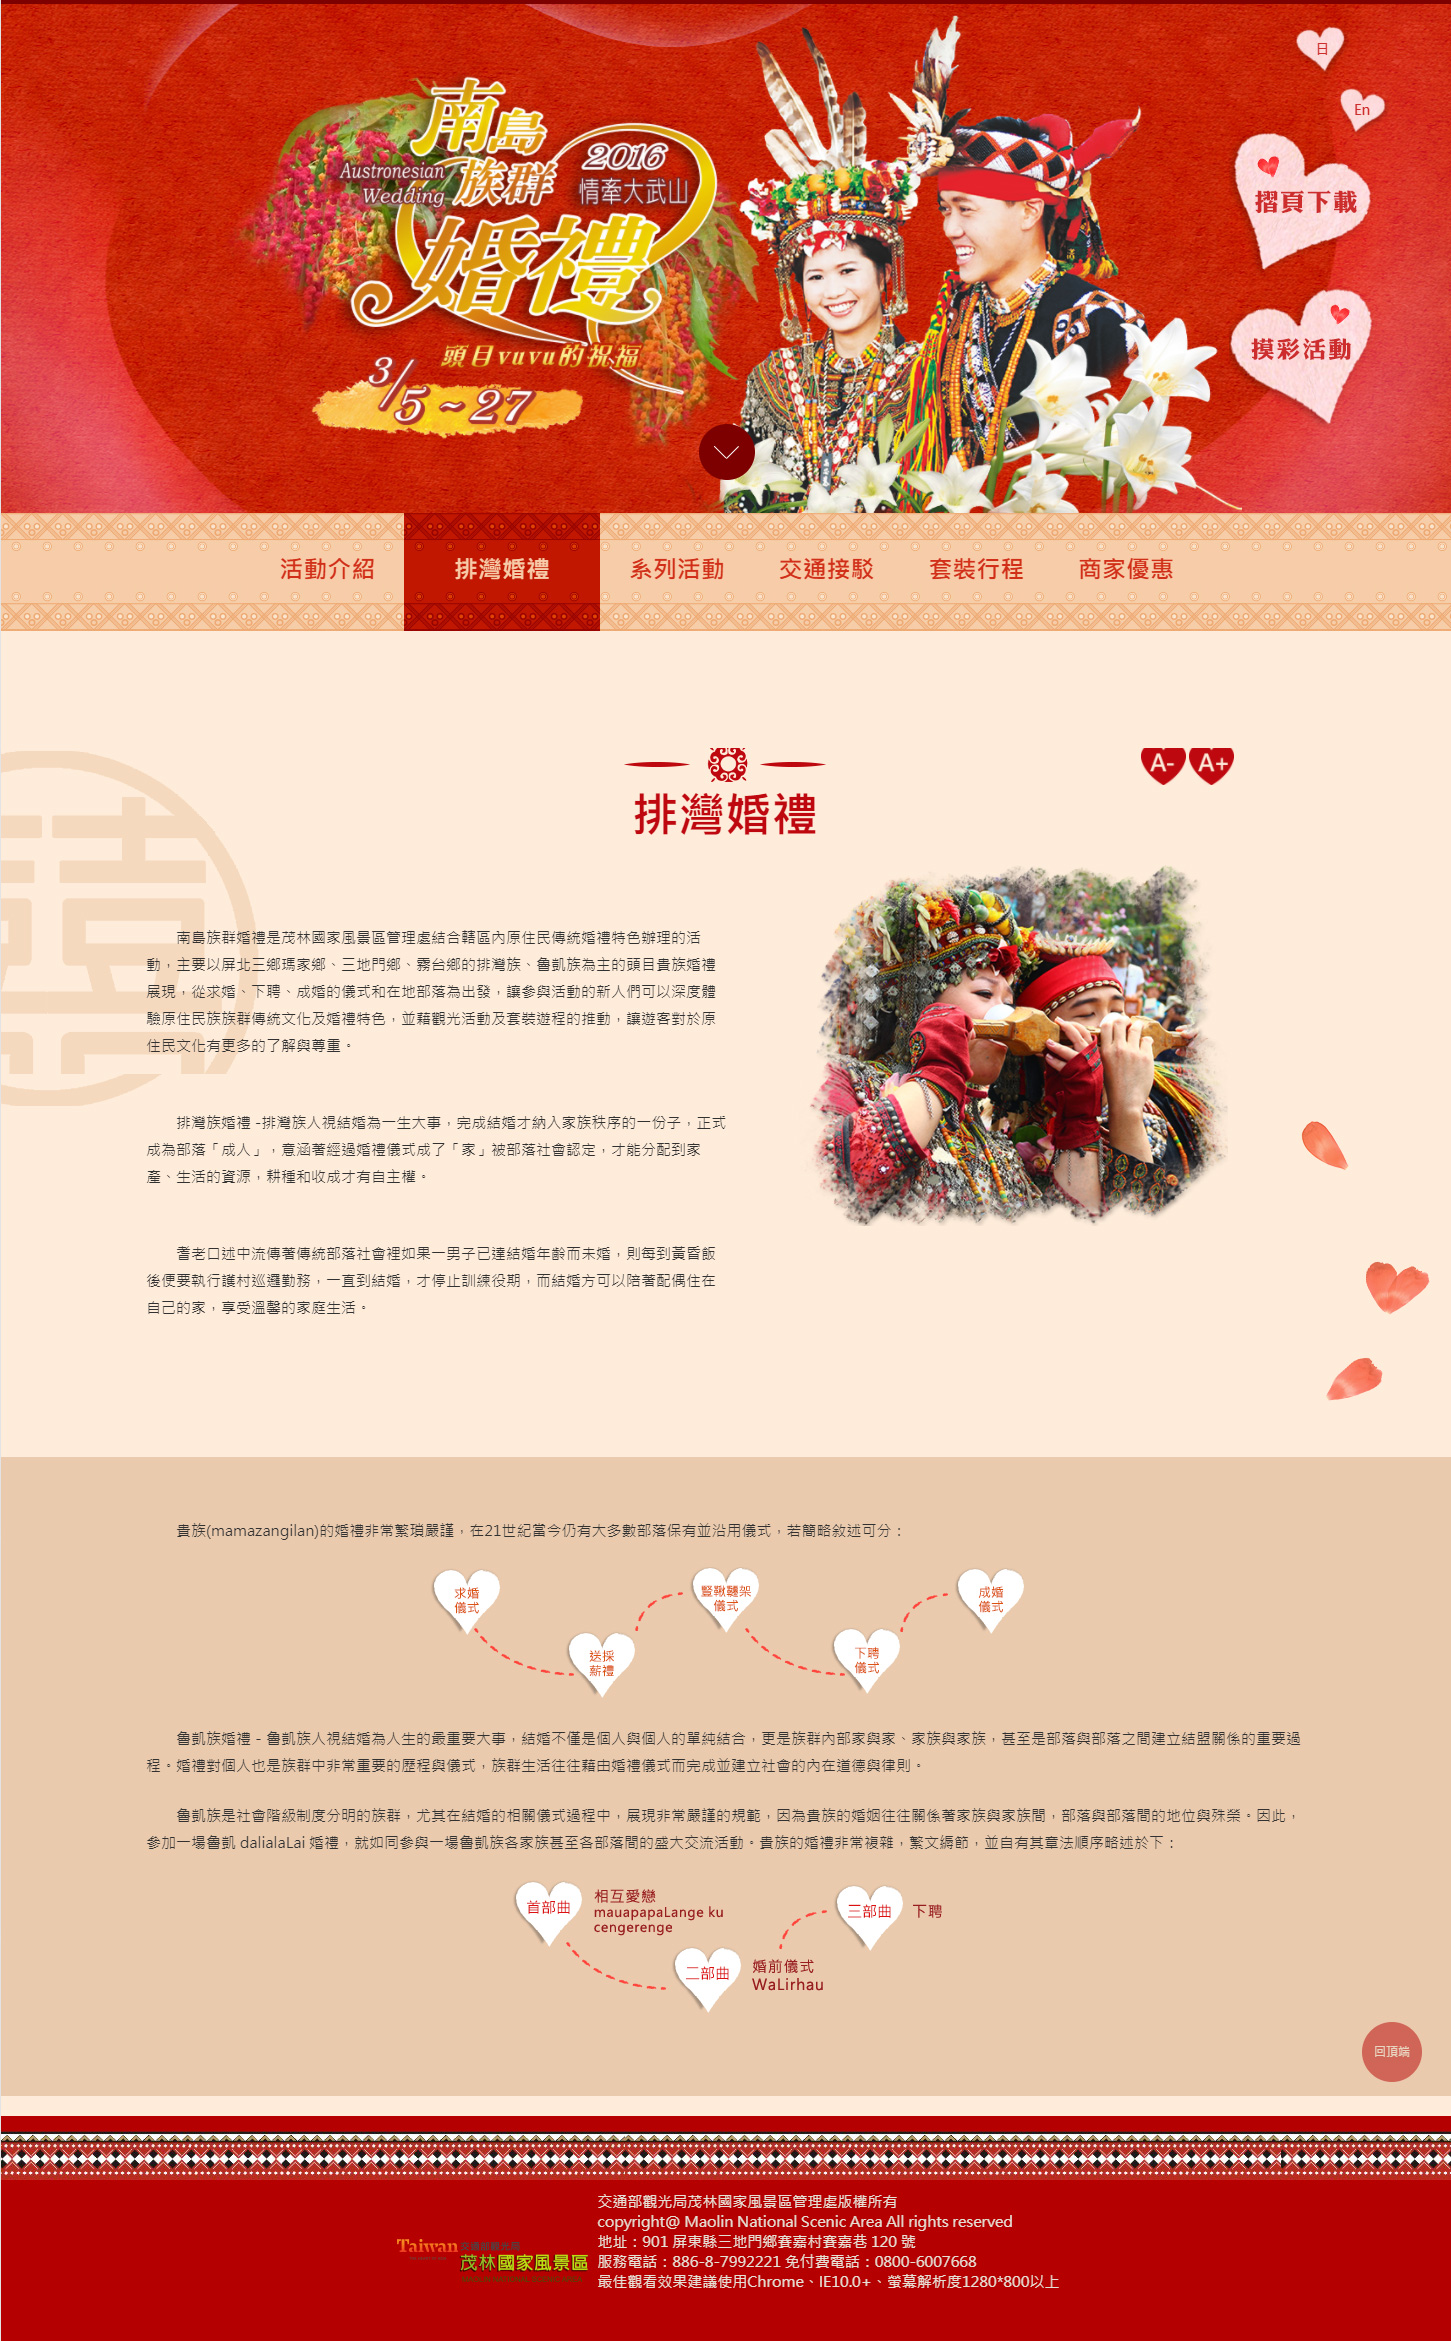 日
En
南島
族群
婚禮
Austronesian
Wedding
2016
情牽大武山
頭目vuvu的祝福
3/5~27
摺頁下載
摸彩活動
活動介紹
排灣婚禮
系列活動
交通接駁
套裝行程
商家優惠
A-
A+
排灣婚禮
南島族群婚禮是茂林國家風景區管理處結合轄區內原住民傳統婚禮特色辦理的活
動，主要以屏北三鄉瑪家鄉、三地門鄉、霧台鄉的排灣族、魯凱族為主的頭目貴族婚禮
展現，從求婚、下聘、成婚的儀式和在地部落為出發，讓參與活動的新人們可以深度體
驗原住民族族群傳統文化及婚禮特色，並藉觀光活動及套裝遊程的推動，讓遊客對於原
住民文化有更多的了解與尊重。
排灣族婚禮 -排灣族人視結婚為一生大事，完成結婚才納入家族秩序的一份子，正式
成為部落「成人」，意涵著經過婚禮儀式成了「家」被部落社會認定，才能分配到家
產、生活的資源，耕種和收成才有自主權。
耆老口述中流傳著傳統部落社會裡如果一男子已達結婚年齡而未婚，則每到黃昏飯
後便要執行護村巡邏勤務，一直到結婚，才停止訓練役期，而結婚方可以陪著配偶住在
自己的家，享受溫馨的家庭生活。
貴族(mamazangilan)的婚禮非常繁瑣嚴謹，在21世紀當今仍有大多數部落保有並沿用儀式，若簡略敘述可分：
求婚
儀式
送採
薪禮
豎鞦韆架
儀式
下聘
儀式
成婚
儀式
魯凱族婚禮 - 魯凱族人視結婚為人生的最重要大事，結婚不僅是個人與個人的單純結合，更是族群內部家與家、家族與家族，甚至是部落與部落之間建立結盟關係的重要過
程。婚禮對個人也是族群中非常重要的歷程與儀式，族群生活往往藉由婚禮儀式而完成並建立社會的內在道德與律則。
魯凱族是社會階級制度分明的族群，尤其在結婚的相關儀式過程中，展現非常嚴謹的規範，因為貴族的婚姻往往關係著家族與家族間，部落與部落間的地位與殊榮。因此，
參加一場魯凱 dalialaLai 婚禮，就如同參與一場魯凱族各家族甚至各部落間的盛大交流活動。貴族的婚禮非常複雜，繁文縟節，並自有其章法順序略述於下：
首部曲
相互愛戀
mauapapaLange ku
cengerenge
二部曲
婚前儀式
WaLirhau
三部曲
下聘
回頂端
Taiwan
交通部觀光局
茂林國家風景區
交通部觀光局茂林國家風景區管理處版權所有
copyright@ Maolin National Scenic Area All rights reserved
地址：901 屏東縣三地門鄉賽嘉村賽嘉巷 120 號
服務電話：886-8-7992221 免付費電話：0800-6007668
最佳觀看效果建議使用Chrome、IE10.0+、螢幕解析度1280*800以上